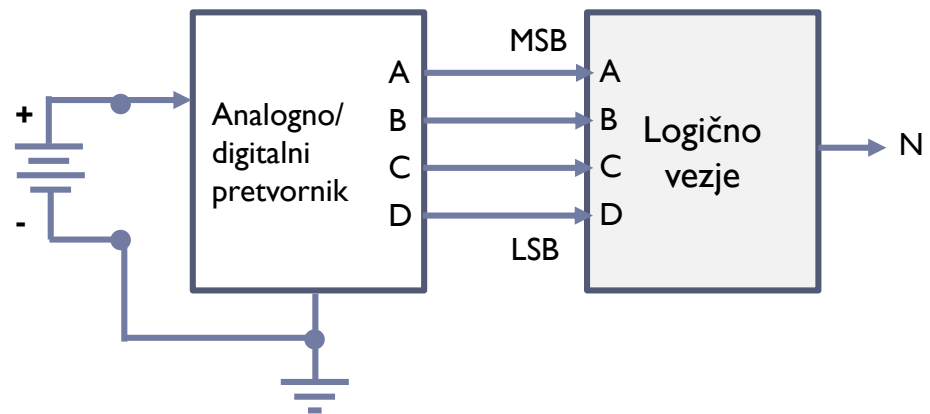 MSB
+
-
Analogno/
digitalni
pretvornik
A
B
C
D
A
B
C
D
LSB
Logično
vezje
N